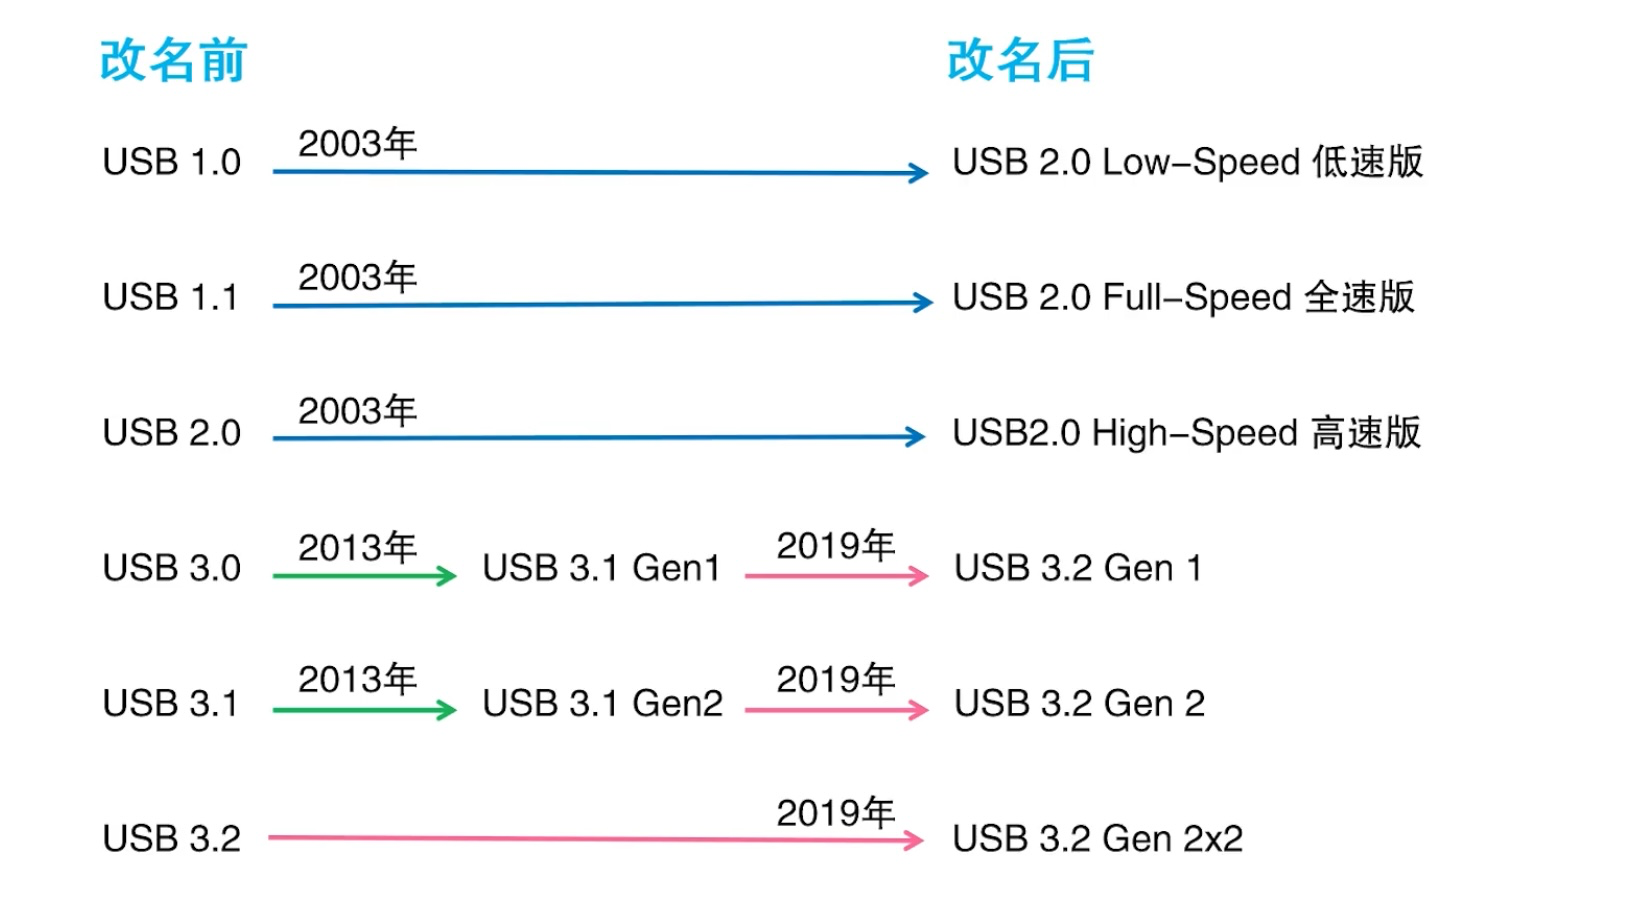 改名前 改名后
2003年
USB 1.0 USB 2.0 Low–Speed 低速版
2003年
USB 1.1 USB 2.0 Full–Speed 全速版
2003年
USB 2.0 USB2.0 High–Speed 高速版
2013年 2019年
USB 3.0 USB 3.1 Gen1 USB 3.2 Gen 1
2013年 2019年
USB 3.1 USB 3.1 Gen2 USB 3.2 Gen 2
2019年
USB 3.2 USB 3.2 Gen 2x2